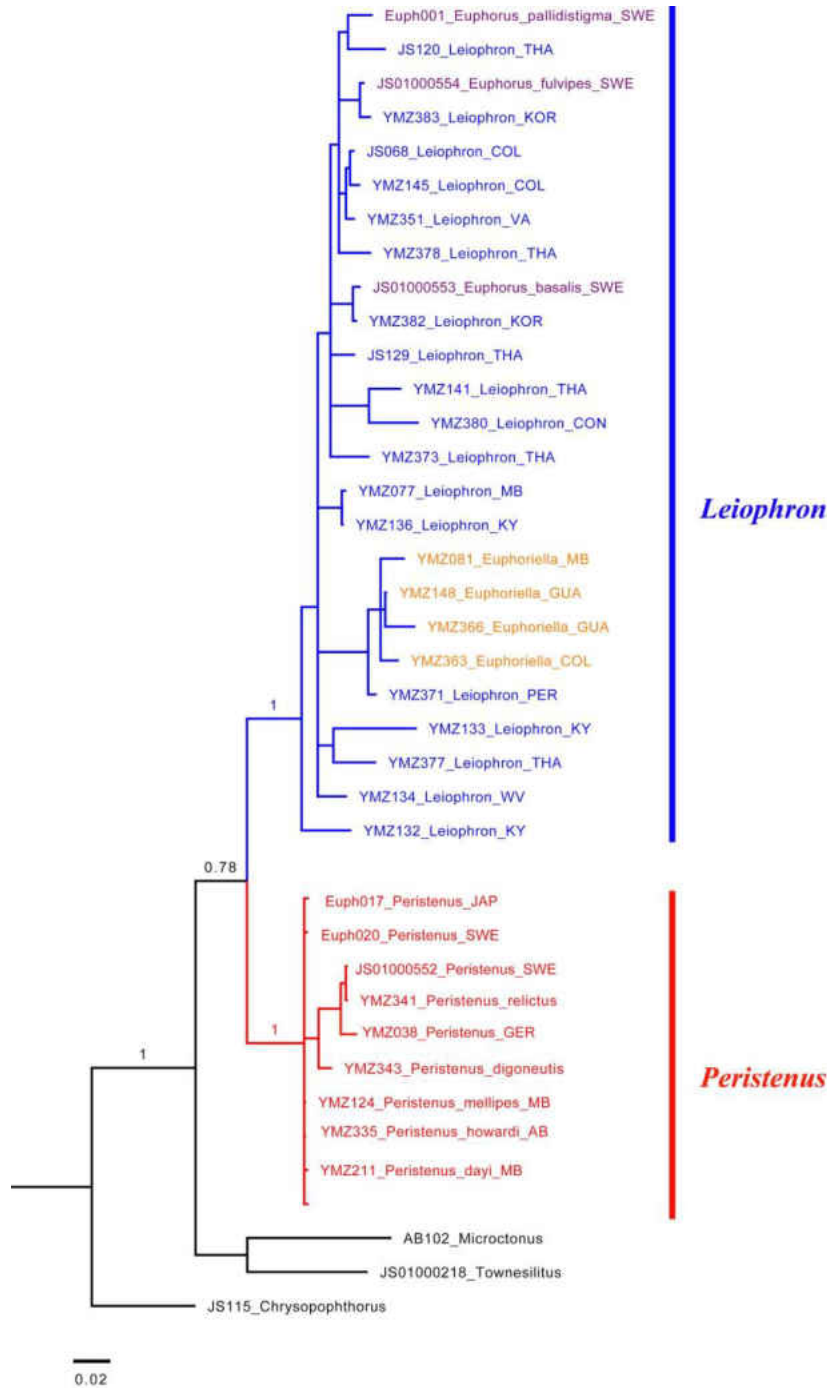 Euph001_Euphorus_pallidistigma_SWE
JS120_Leiophron_THA
JS01000554_Euphorus_fulvipes_SWE
YMZ383_Leiophron_KOR
JS068_Leiophron_COL
YMZ145_Leiophron_COL
YMZ351_Leiophron_VA
YMZ378_Leiophron_THA
JS01000553_Euphorus_basalis_SWE
YMZ382_Leiophron_KOR
JS129_Leiophron_THA
YMZ141_Leiophron_THA
YMZ380_Leiophron_CON
YMZ373_Leiophron_THA
YMZ077_Leiophron_MB
Leiophron
YMZ136_Leiophron_KY
YMZ081_Euphoriella_MB
YMZ148_Euphoriella_GUA
YMZ366_Euphoriella_GUA
YMZ363_Euphoriella_COL
YMZ371_Leiophron_PER
1
YMZ133_Leiophron_KY
YMZ377_Leiophron_THA
YMZ134_Leiophron_WV
YMZ132_Leiophron_KY
0.78
Euph017_Peristenus_JAP
Euph020_Peristenus_SWE
JS01000552_Peristenus_SWE
YMZ341_Peristenus_relictus
1
YMZ038_Peristenus_GER
1
YMZ343_Peristenus_digoneutis
Peristenus
YMZ124_Peristenus_mellipes_MB
YMZ335_Peristenus_howardi_AB
YMZ211_Peristenus_dayi_MB
AB102_Microctonus
JS01000218_Townesilitus
JS115_Chrysopophthorus
0.02